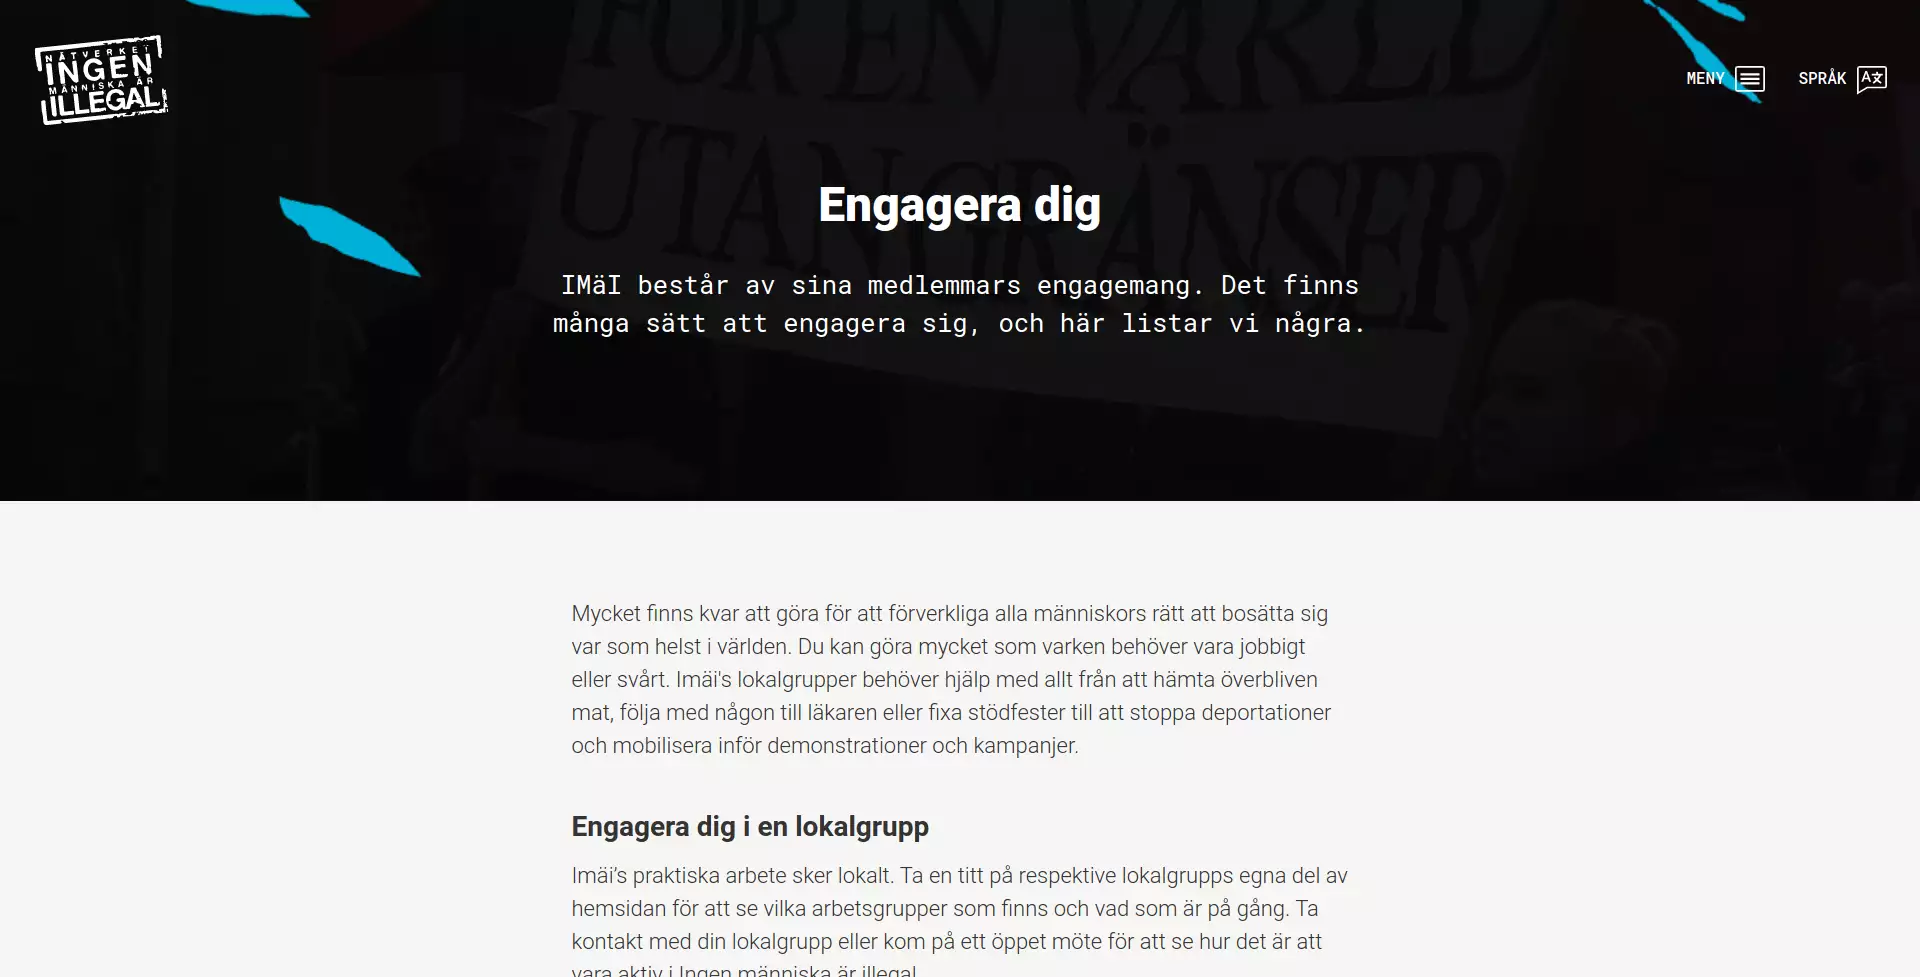 NÄTVERKET
INGEN
MÄNNISKA ÄR
ILLEGAL
MENY
SPRÅK
FÖR EN VÄRLD
UTAN GRÄNSER
Engagera dig
IMäI består av sina medlemmars engagemang. Det finns
många sätt att engagera sig, och här listar vi några.
Mycket finns kvar att göra för att förverkliga alla människors rätt att bosätta sig
var som helst i världen. Du kan göra mycket som varken behöver vara jobbigt
eller svårt. Imäi's lokalgrupper behöver hjälp med allt från att hämta överbliven
mat, följa med någon till läkaren eller fixa stödfester till att stoppa deportationer
och mobilisera inför demonstrationer och kampanjer.
Engagera dig i en lokalgrupp
Imäi’s praktiska arbete sker lokalt. Ta en titt på respektive lokalgrupps egna del av
hemsidan för att se vilka arbetsgrupper som finns och vad som är på gång. Ta
kontakt med din lokalgrupp eller kom på ett öppet möte för att se hur det är att
vara aktiv i Ingen människa är illegal